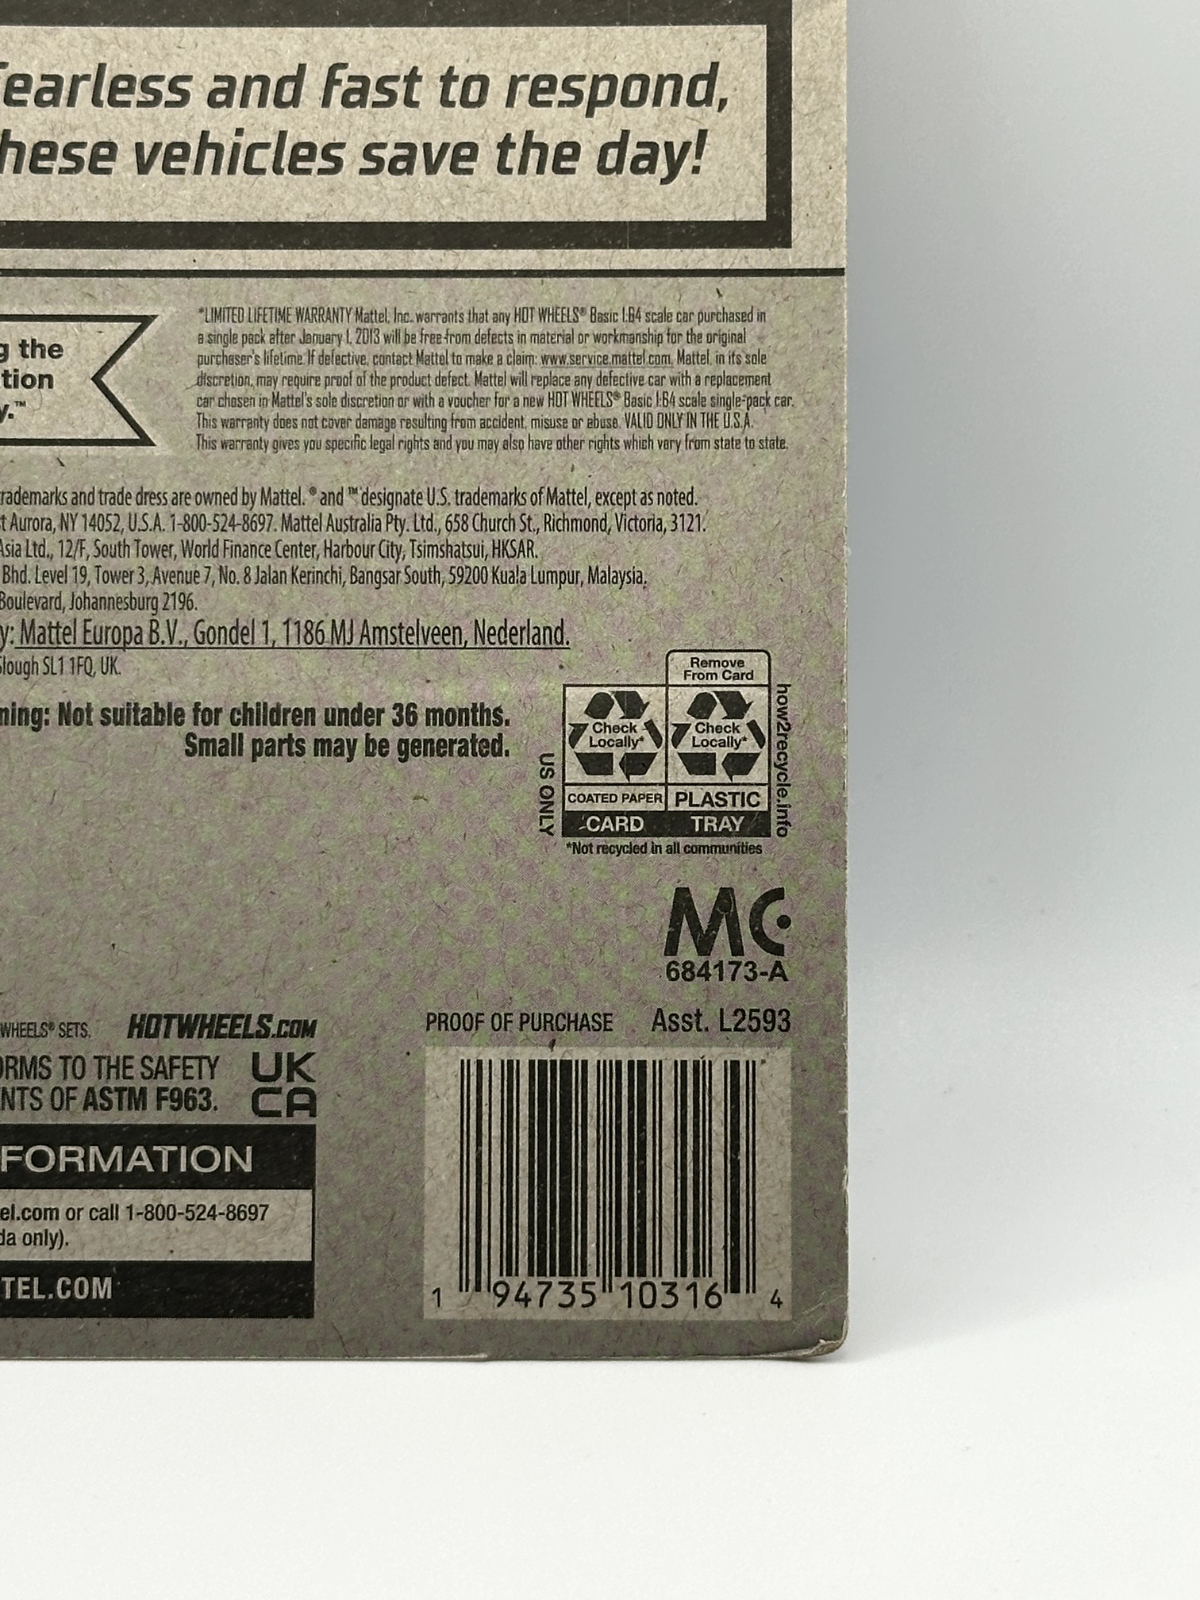 fearless and fast to respond,
hese vehicles save the day!
g the
tion
y.™
*LIMITED LIFETIME WARRANTY Mattel, Inc. warrants that any HOT WHEELS® Basic 1:64 scale car purchased in
a single pack after January 1, 2013 will be free from defects in material or workmanship for the original
purchaser's lifetime. If defective, contact Mattel to make a claim: www.service.mattel.com. Mattel, in its sole
discretion, may require proof of the product defect. Mattel will replace any defective car with a replacement
car chosen in Mattel's sole discretion or with a voucher for a new HOT WHEELS® Basic 1:64 scale single-pack car.
This warranty does not cover damage resulting from accident, misuse or abuse. VALID ONLY IN THE U.S.A.
This warranty gives you specific legal rights and you may also have other rights which vary from state to state.
rademarks and trade dress are owned by Mattel. ® and ™ designate U.S. trademarks of Mattel, except as noted.
t Aurora, NY 14052, U.S.A. 1-800-524-8697. Mattel Australia Pty. Ltd., 658 Church St., Richmond, Victoria, 3121.
Asia Ltd., 12/F, South Tower, World Finance Center, Harbour City, Tsimshatsui, HKSAR.
Bhd. Level 19, Tower 3, Avenue 7, No. 8 Jalan Kerinchi, Bangsar South, 59200 Kuala Lumpur, Malaysia.
Boulevard, Johannesburg 2196.
y: Mattel Europa B.V., Gondel 1, 1186 MJ Amstelveen, Nederland.
Slough SL1 1FQ, UK.
ning: Not suitable for children under 36 months.
Small parts may be generated.
Remove
From Card
Check
Locally*
Check
Locally*
COATED PAPER
PLASTIC
CARD
TRAY
US ONLY
how2recycle.info
*Not recycled in all communities
MC
684173-A
WHEELS® SETS.
HOTWHEELS.COM
PROOF OF PURCHASE
Asst. L2593
ORMS TO THE SAFETY
NTS OF ASTM F963.
UK
CA
FORMATION
el.com or call 1-800-524-8697
da only).
TEL.COM
1 94735 10316 4